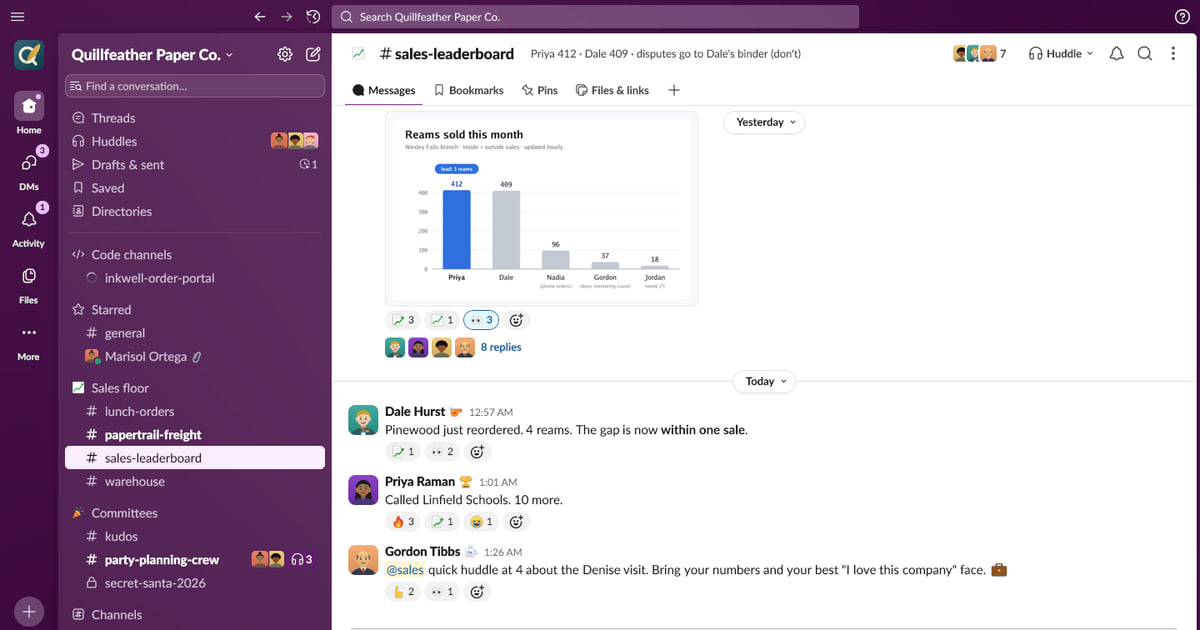 Search Quillfeather Paper Co.
Quillfeather Paper Co.
Find a conversation...
Home
3
DMs
1
Activity
Files
More
Threads
Huddles
Drafts & sent
1
Saved
Directories
Code channels
inkwell-order-portal
Starred
# general
Marisol Ortega
Sales floor
# lunch-orders
# papertrail-freight
# sales-leaderboard
# warehouse
Committees
# kudos
# party-planning-crew 3
secret-santa-2026
Channels
# sales-leaderboard
Priya 412 · Dale 409 · disputes go to Dale's binder (don't)
7
Huddle
Messages
Bookmarks
Pins
Files & links
Yesterday
Reams sold this month
Wexley Falls branch · inside + outside sales · updated hourly
lead: 3 reams
412
409
96
37
18
400
300
200
100
0
Priya
Dale
Nadia
(phone orders)
Gordon
(does mentoring count)
Jordan
(week 2!)
3
1
3
8 replies
Today
Dale Hurst 12:57 AM
Pinewood just reordered. 4 reams. The gap is now within one sale.
1
2
Priya Raman 1:01 AM
Called Linfield Schools. 10 more.
3
1
1
Gordon Tibbs 1:26 AM
@sales quick huddle at 4 about the Denise visit. Bring your numbers and your best "I love this company" face.
2
1